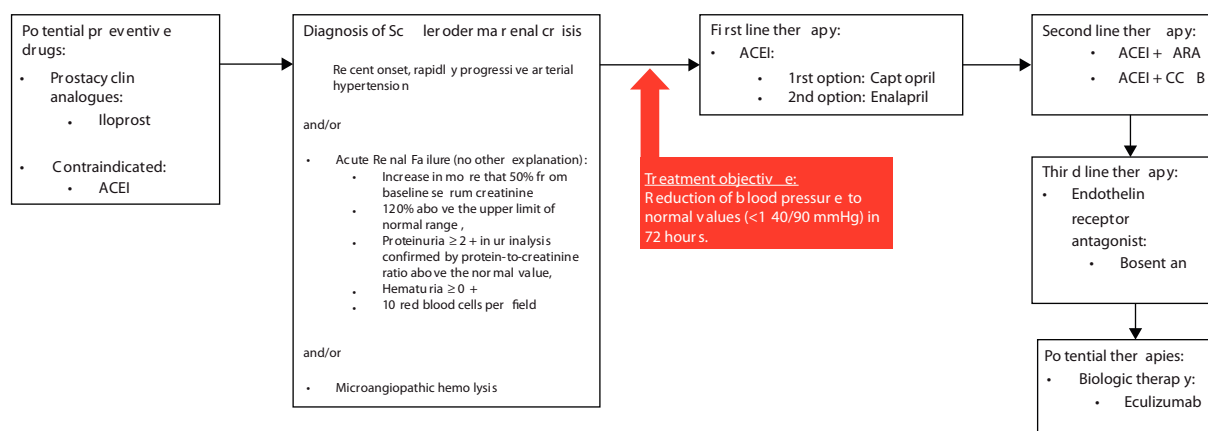 Potential preventive
drugs:
• Prostacyclin
analogues:
• Iloprost
• Contraindicated:
• ACEI
Diagnosis of Scleroderma renal crisis
Recent onset, rapidly progressive arterial
hypertension
and/or
• Acute Renal Failure (no other explanation):
• Increase in more that 50% from
baseline serum creatinine
• 120% above the upper limit of
normal range,
• Proteinuria ≥ 2 + in urinalysis
confirmed by protein-to-creatinine
ratio above the normal value,
• Hematuria ≥ 0 +
• 10 red blood cells per field
and/or
• Microangiopathic hemolysis
Treatment objective:
Reduction of blood pressure to
normal values (<140/90 mmHg) in
72 hours.
First line therapy:
• ACEI:
• 1rst option: Captopril
• 2nd option: Enalapril
Second line therapy:
• ACEI + ARA
• ACEI + CCB
Third line therapy:
• Endothelin
receptor
antagonist:
• Bosentan
Potential therapies:
• Biologic therapy:
• Eculizumab